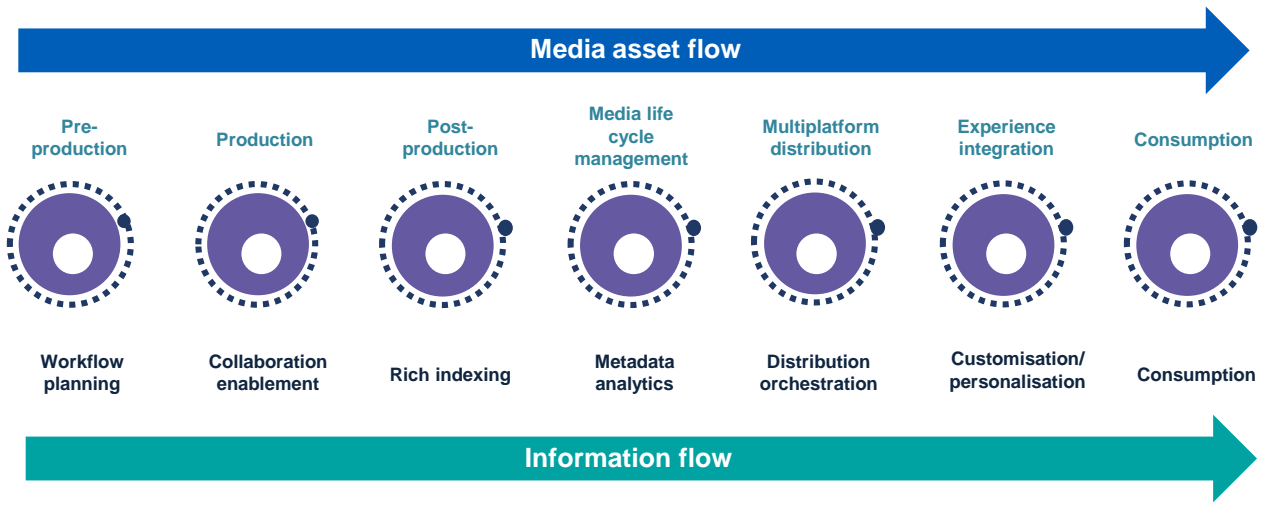 Media asset flow
Pre-
production
Production
Post-
production
Media life
cycle
management
Multiplatform
distribution
Experience
integration
Consumption
Workflow
planning
Collaboration
enablement
Rich indexing
Metadata
analytics
Distribution
orchestration
Customisation/
personalisation
Consumption
Information flow